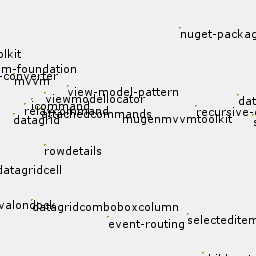 nuget-packag
olkit
m-foundation
-converter
mvvm
view-model-pattern
viewmodellocator
dat
icommand
relaycommand
attachedcommands
recursive-
datagrid
mugenmvvmtoolkit
s
rowdetails
datagridcell
valondock
datagridcomboboxcolumn
selecteditem
event-routing